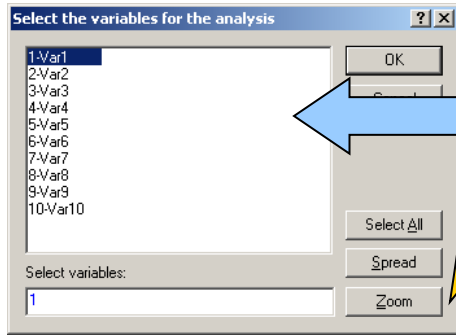 Select the variables for the analysis
1-Var1
2-Var2
3-Var3
4-Var4
5-Var5
6-Var6
7-Var7
8-Var8
9-Var9
10-Var10
OK
Select All
Spread
Zoom
Select variables:
1